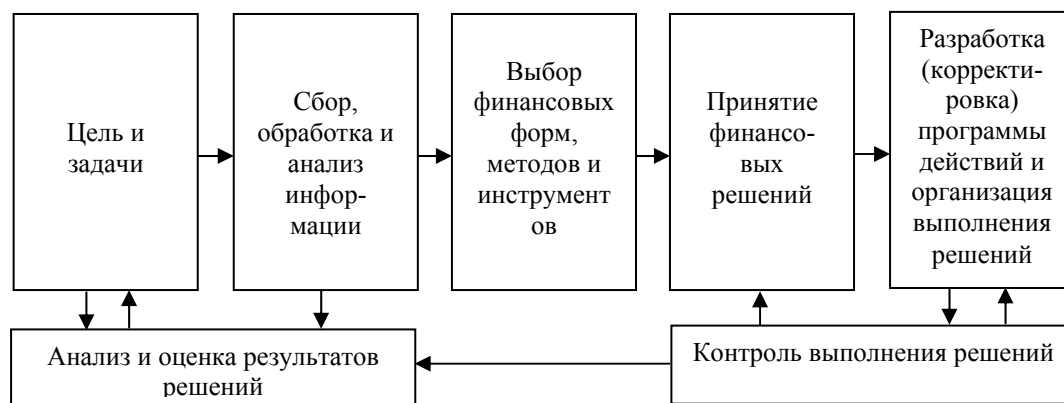 Цель и
задачи
Сбор,
обработка и
анализ
инфор-
мации
Выбор
финансовых
форм,
методов и
инструмент
ов
Принятие
финансо-
вых
решений
Разработка
(корректи-
ровка)
программы
действий и
организация
выполнения
решений
Анализ и оценка результатов
решений
Контроль выполнения решений